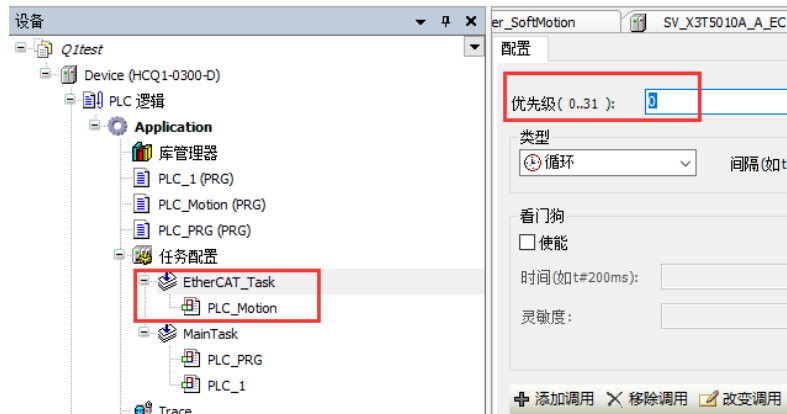 设备
Q1test
Device (HCQ1-0300-D)
PLC 逻辑
Application
库管理器
PLC_1 (PRG)
PLC_Motion (PRG)
PLC_PRG (PRG)
任务配置
EtherCAT_Task
PLC_Motion
MainTask
PLC_PRG
PLC_1
Trace
er_SoftMotion
SV_X3T5010A_A_EC
配置
优先级( 0..31 ):
0
类型
循环
间隔(如t
看门狗
使能
时间(如t#200ms):
灵敏度:
添加调用
移除调用
改变调用